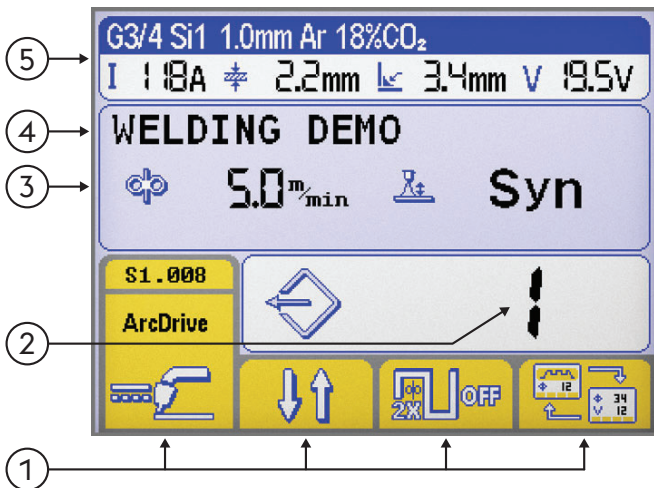 G3/4 Si1 1.0mm Ar 18%CO₂
I 118A 2.2mm 3.4mm V 19.5V
WELDING DEMO
5.0 m/min Syn
S1.008
ArcDrive
1
2X OFF
12
34
V 12
5
4
3
2
1